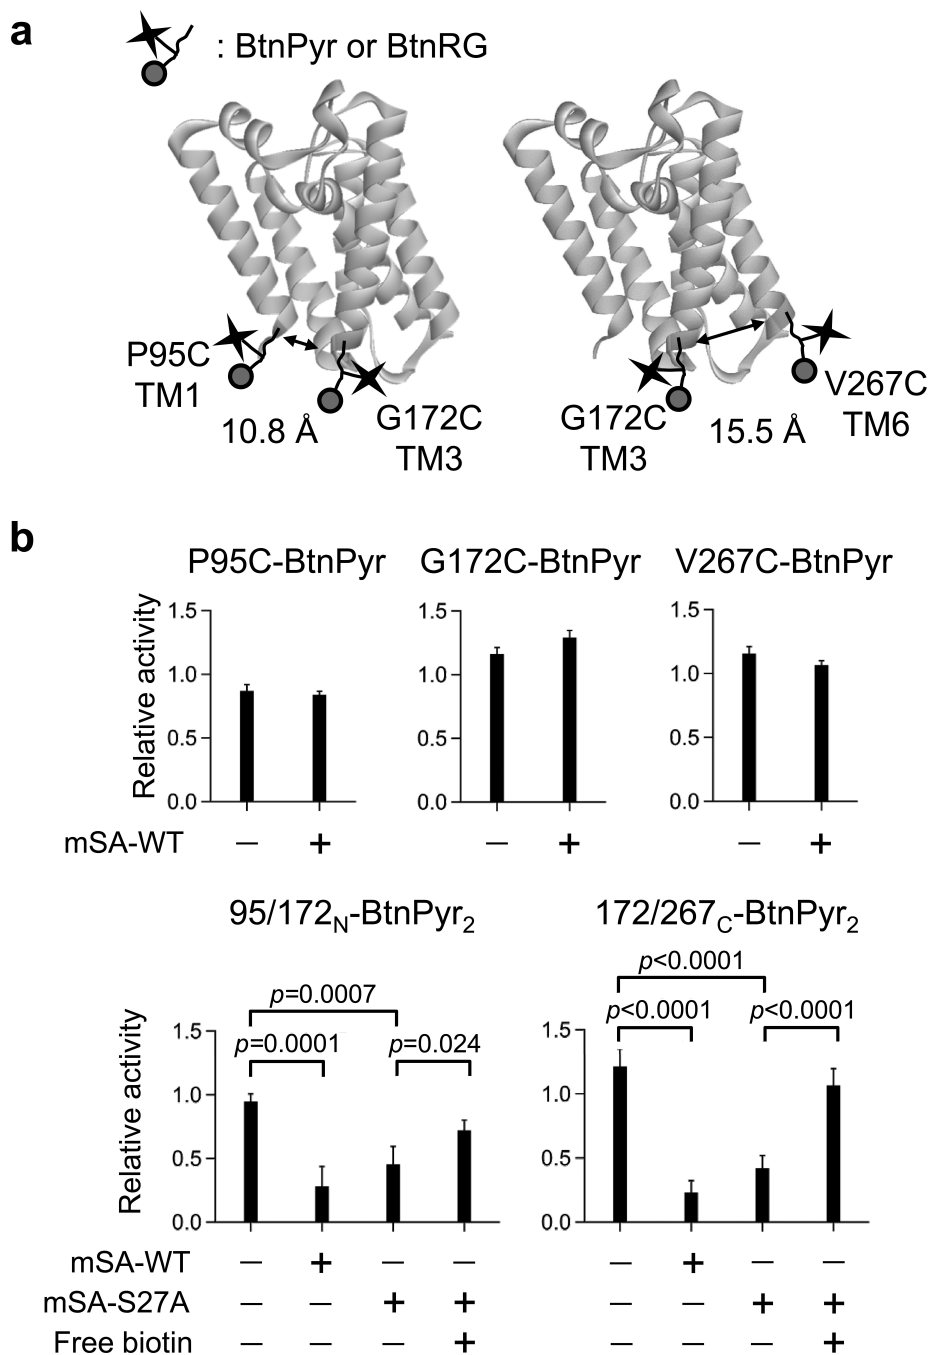 a
: BtnPyr or BtnRG
P95C
TM1
10.8 Å
G172C
TM3
G172C
TM3
15.5 Å
V267C
TM6
b
P95C-BtnPyr G172C-BtnPyr V267C-BtnPyr
Relative activity
1.5
1.0
0.5
0.0
1.5
1.0
0.5
0.0
1.5
1.0
0.5
0.0
mSA-WT – + – + – +
95/172N-BtnPyr2
172/267C-BtnPyr2
Relative activity
p=0.0007
p=0.0001 p=0.024
1.5
1.0
0.5
0.0
p<0.0001
p<0.0001 p<0.0001
1.5
1.0
0.5
0.0
mSA-WT – + – – – + – –
mSA-S27A – – + + – – + +
Free biotin – – – + – – – +